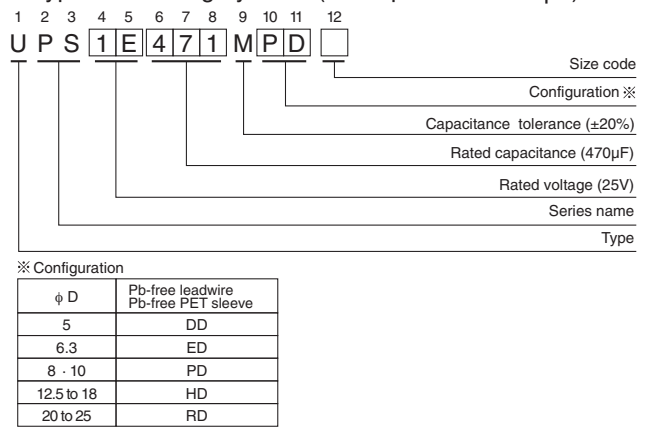 1 2 3 4 5 6 7 8 9 10 11 12
U P S 1 E 4 7 1 M P D
Size code
Configuration ※
Capacitance tolerance (±20%)
Rated capacitance (470µF)
Rated voltage (25V)
Series name
Type
※ Configuration
ϕ D
Pb-free leadwire
Pb-free PET sleeve
5 DD
6.3 ED
8 · 10 PD
12.5 to 18 HD
20 to 25 RD